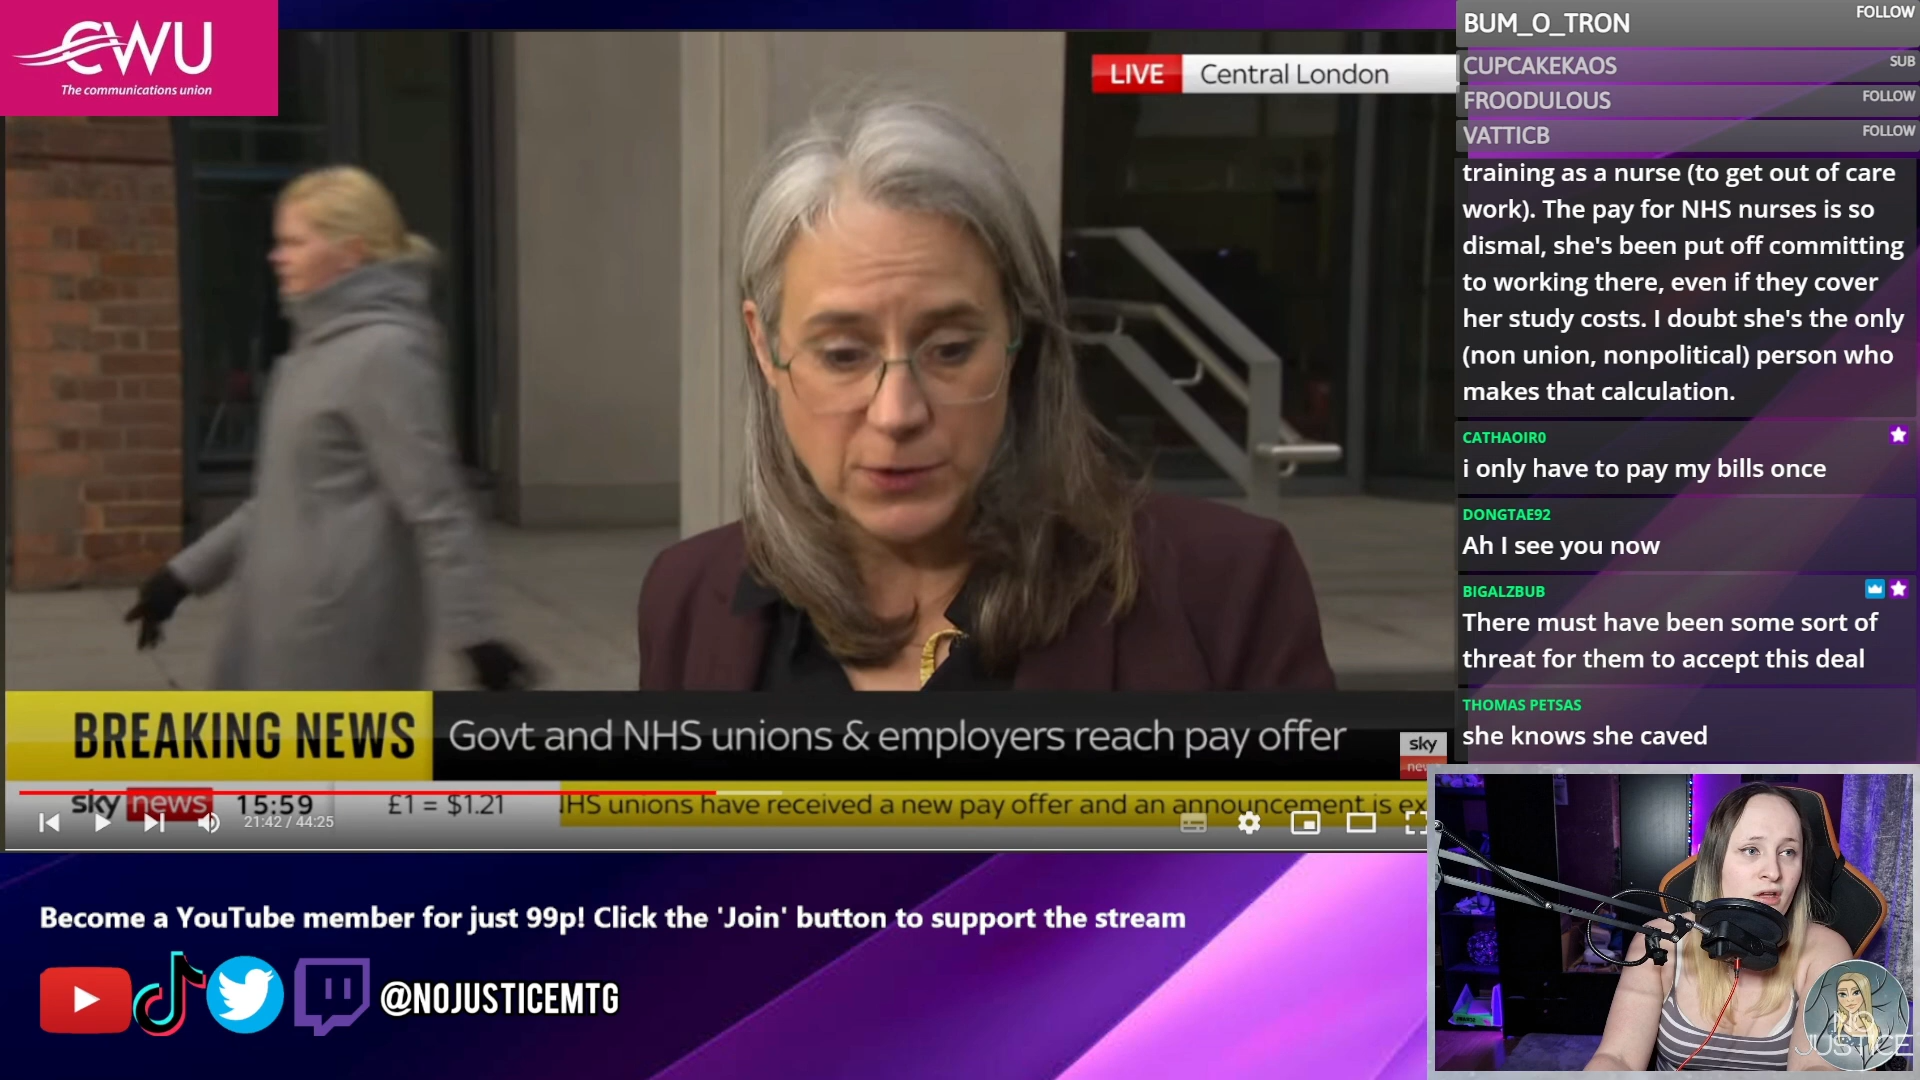 CWU
The communications union
LIVE Central London
BREAKING NEWS
Govt and NHS unions & employers reach pay offer
sky
sky news 15:59 £1 = $1.21 HS unions have received a new pay offer and an announcement is ex
21:42 / 44:25
BUM_O_TRON FOLLOW
CUPCAKEKAOS SUB
FROODULOUS FOLLOW
VATTICB FOLLOW
training as a nurse (to get out of care
work). The pay for NHS nurses is so
dismal, she's been put off committing
to working there, even if they cover
her study costs. I doubt she's the only
(non union, nonpolitical) person who
makes that calculation.
CATHAOIR0
i only have to pay my bills once
DONGTAE92
Ah I see you now
BIGALZBUB
There must have been some sort of
threat for them to accept this deal
THOMAS PETSAS
she knows she caved
Become a YouTube member for just 99p! Click the 'Join' button to support the stream
@NOJUSTICEMTG
NO
JUSTICE